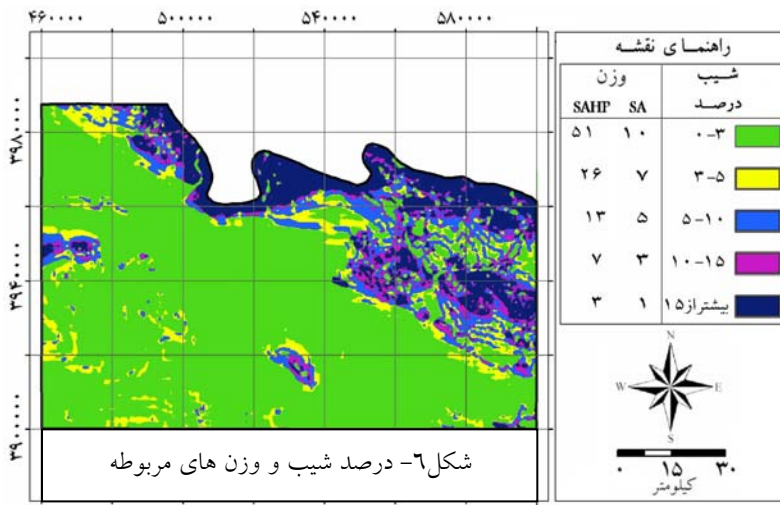 ۴۶۰۰۰۰ ۵۰۰۰۰۰ ۵۴۰۰۰۰ ۵۸۰۰۰۰
۳۹۸۰۰۰۰
۳۹۴۰۰۰۰
۳۹۰۰۰۰۰
راهنمای نقشه
شیب وزن
درصد SA SAHP
۰-۳ ۱۰ ۵۱
۳-۵ ۷ ۲۶
۵-۱۰ ۵ ۱۳
۱۰-۱۵ ۳ ۷
بیشتراز۱۵ ۱ ۳
N
W E
S
۰ ۱۵ ۳۰
کیلومتر
شکل٦- درصد شیب و وزن های مربوطه